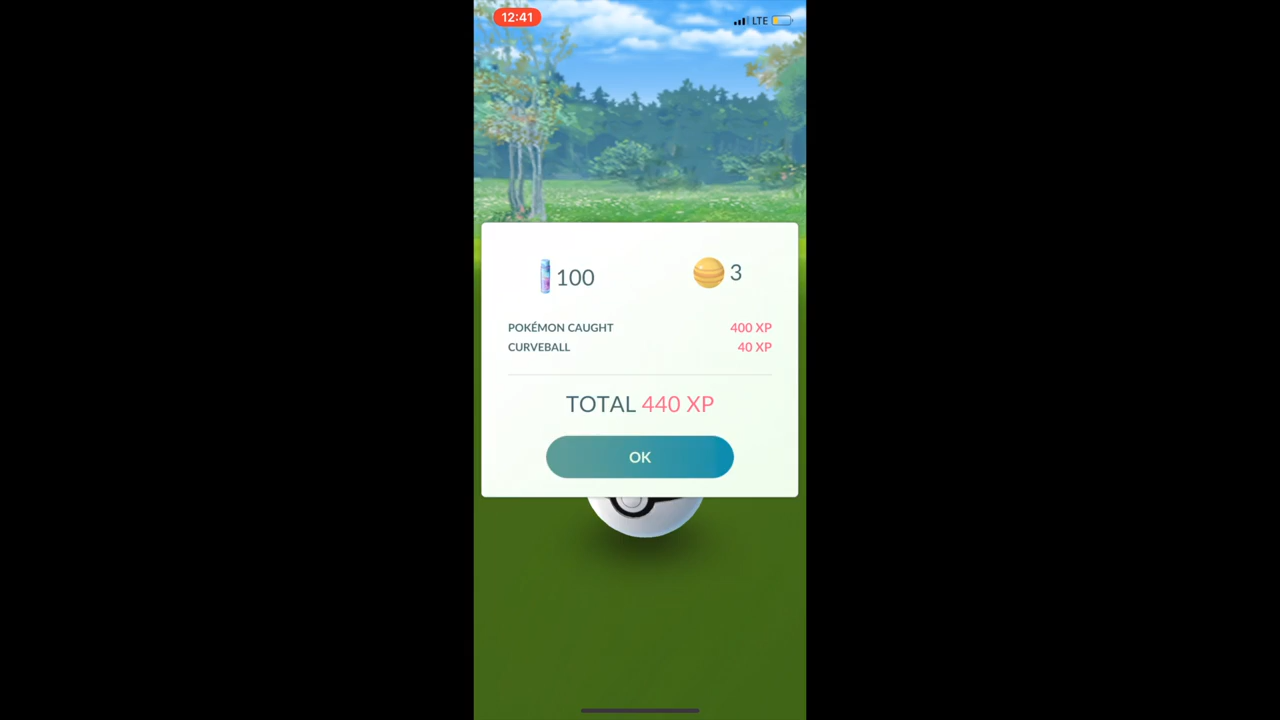 12:41
LTE
100
3
POKÉMON CAUGHT 400 XP
CURVEBALL 40 XP
TOTAL 440 XP
OK